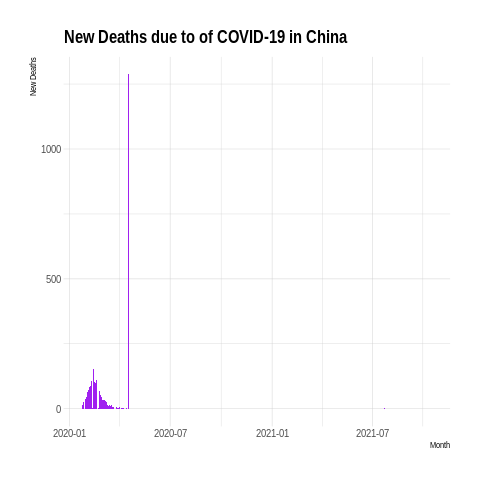 New Deaths due to of COVID-19 in China
New Deaths
1000
500
0
2020-01 2020-07 2021-01 2021-07
Month